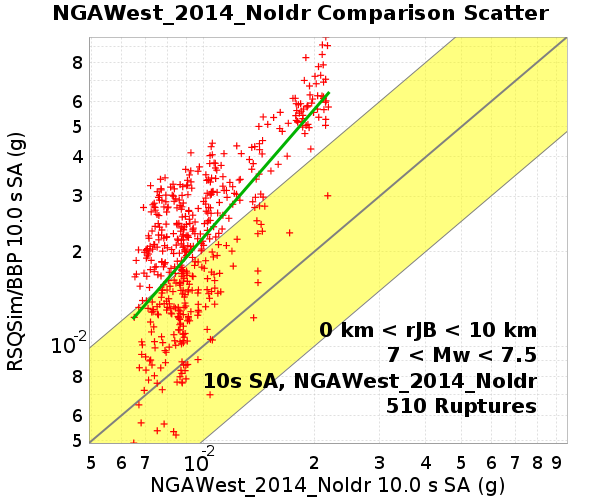 NGAWest_2014_NoIdr Comparison Scatter
RSQSim/BBP 10.0 s SA (g)
8
6
5
4
3
2
10-2
8
6
5
0 km < rJB < 10 km
7 < Mw < 7.5
10s SA, NGAWest_2014_NoIdr
510 Ruptures
5 6 7 10-2 2 3 4 5 6 7 8 9
NGAWest_2014_NoIdr 10.0 s SA (g)